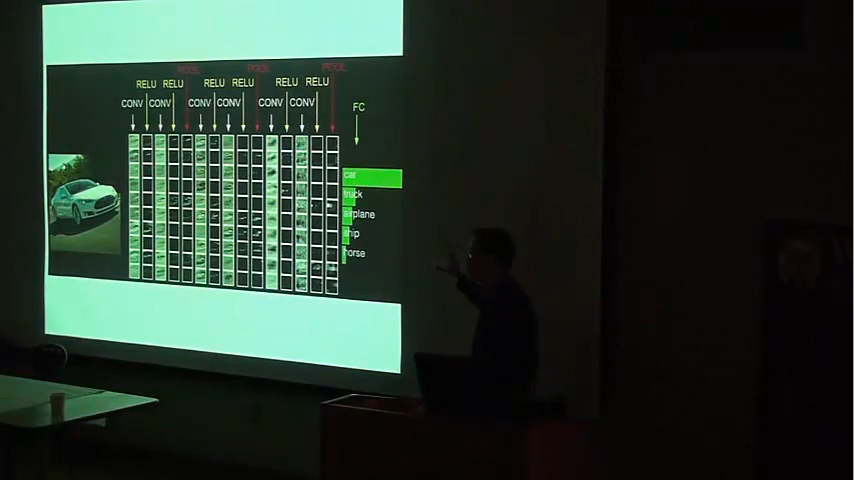 POOL POOL POOL
RELU RELU RELU RELU RELU RELU
CONV CONV CONV CONV CONV CONV
FC
car
truck
airplane
ship
horse